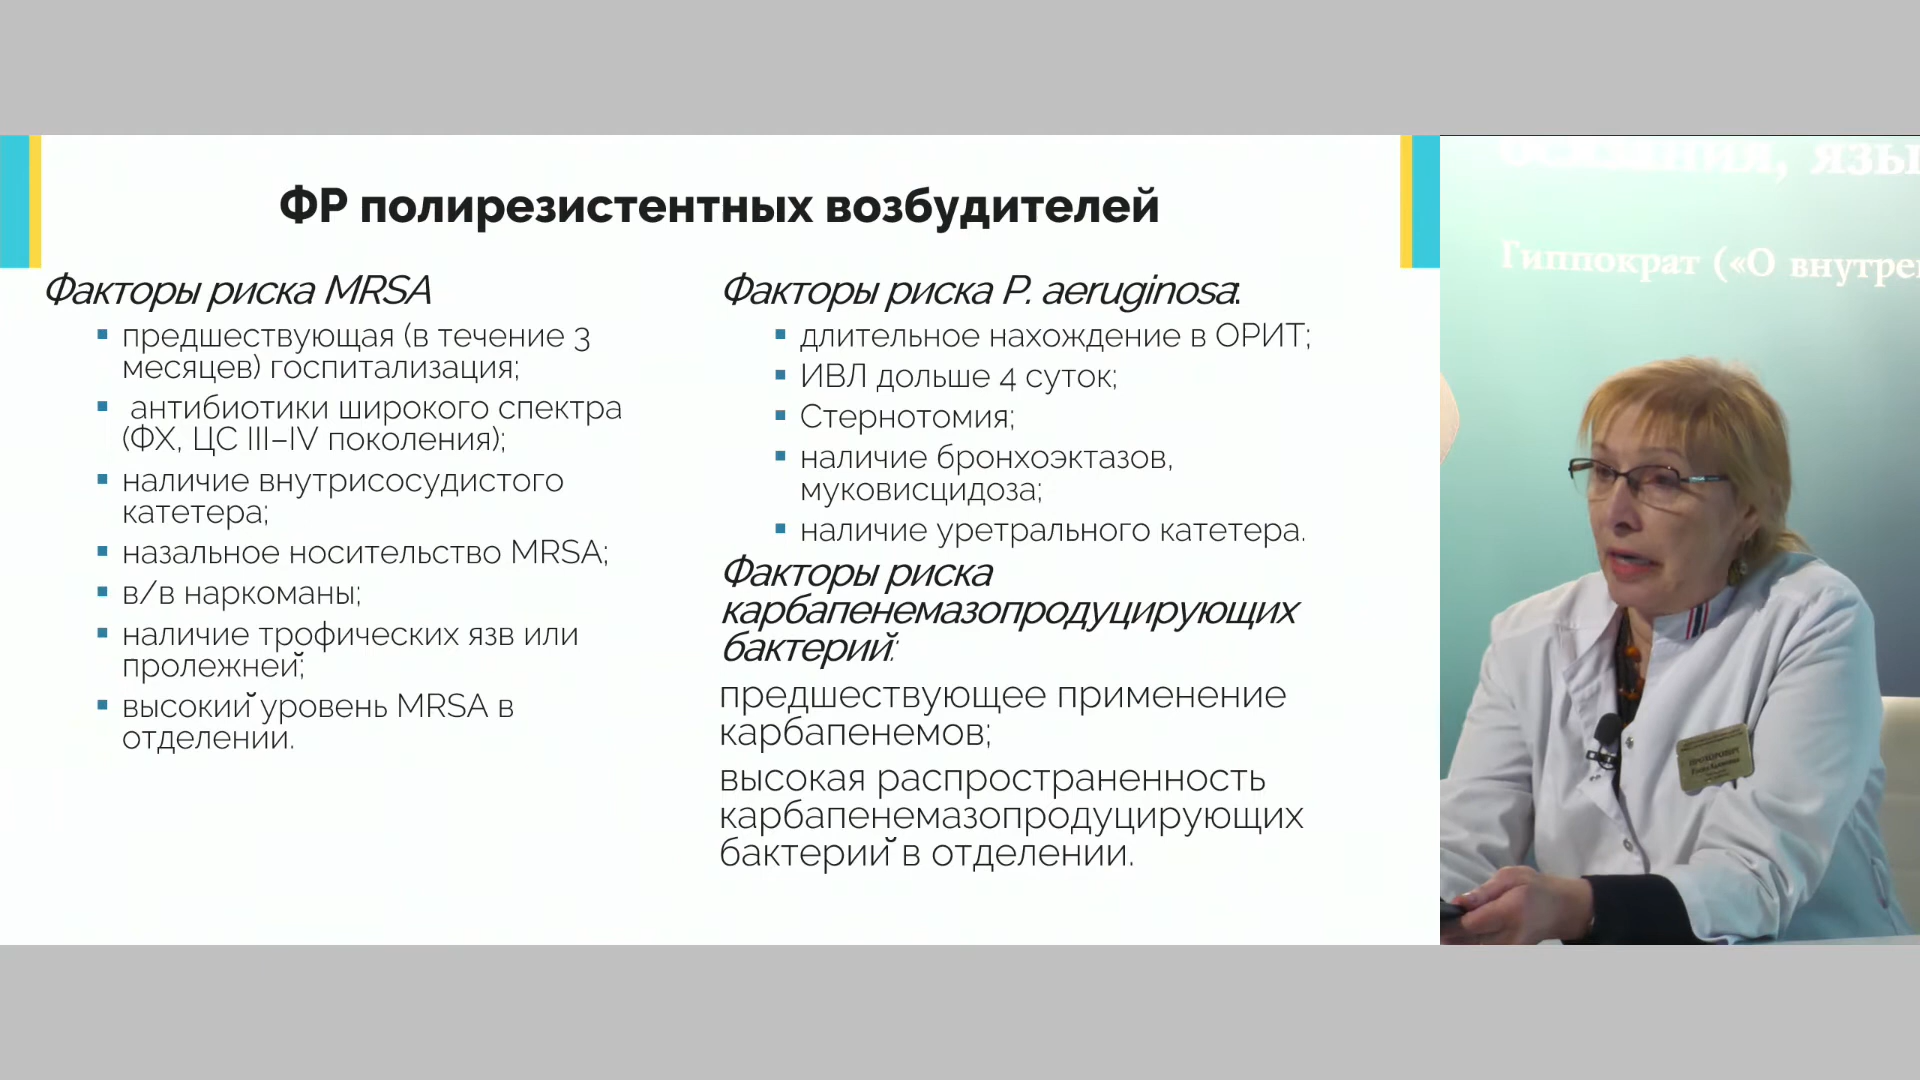 ФР полирезистентных возбудителей
Факторы риска MRSA
предшествующая (в течение 3
месяцев) госпитализация;
антибиотики широкого спектра
(ФХ, ЦС III–IV поколения);
наличие внутрисосудистого
катетера;
назальное носительство MRSA;
в/в наркоманы;
наличие трофических язв или
пролежней;
высокий уровень MRSA в
отделении.
Факторы риска P. aeruginosa:
длительное нахождение в ОРИТ;
ИВЛ дольше 4 суток;
Стернотомия;
наличие бронхоэктазов,
муковисцидоза;
наличие уретрального катетера.
Факторы риска
карбапенемазопродуцирующих
бактерий:
предшествующее применение
карбапенемов;
высокая распространенность
карбапенемазопродуцирующих
бактерий в отделении.
Гиппократ («О внутре